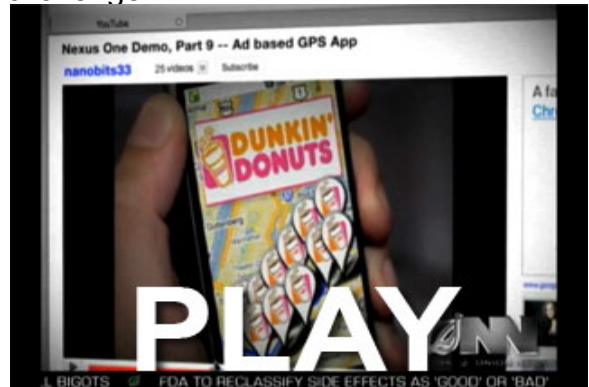 YouTube
Nexus One Demo, Part 9 -- Ad based GPS App
nanobits33 25 videos Subscribe
A fa
Chr
DUNKIN'
DONUTS
PLAY
ONN
L BIGOTS FDA TO RECLASSIFY SIDE EFFECTS AS 'GOOD' OR 'BAD'